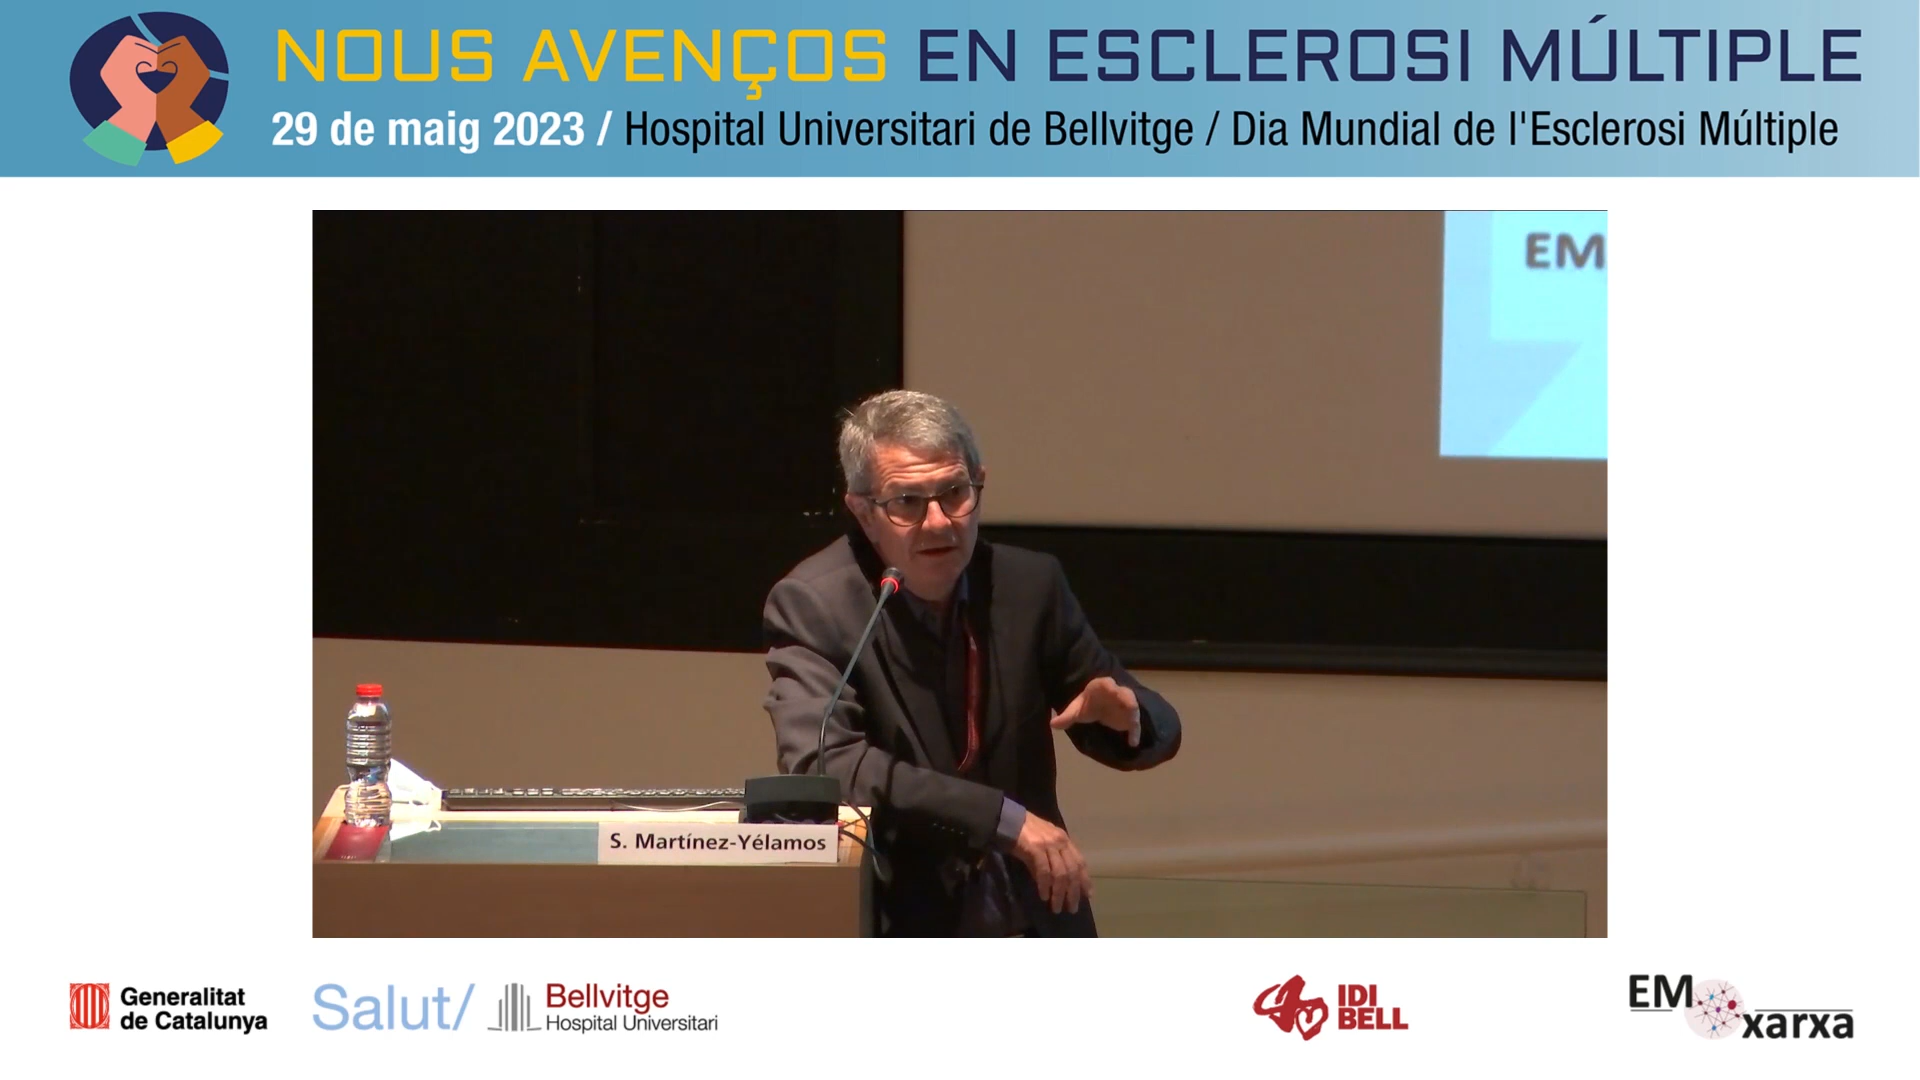 NOUS AVENÇOS EN ESCLEROSI MÚLTIPLE
29 de maig 2023 / Hospital Universitari de Bellvitge / Dia Mundial de l'Esclerosi Múltiple
EM
S. Martínez-Yélamos
Generalitat
de Catalunya
Salut/
Bellvitge
Hospital Universitari
IDI
BELL
EM
xarxa